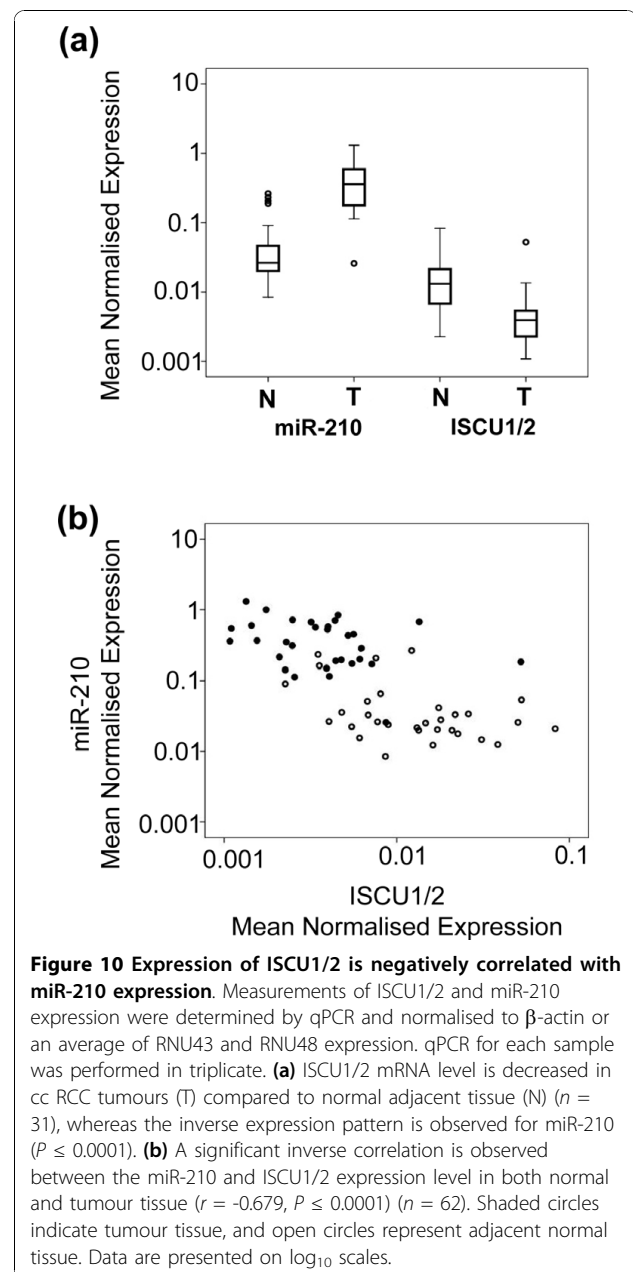 (a)
Mean Normalised Expression
10
1
0.1
0.01
0.001
N T N T
miR-210 ISCU1/2
(b)
miR-210
Mean Normalised Expression
10
1
0.1
0.01
0.001
0.001 0.01 0.1
ISCU1/2
Mean Normalised Expression
Figure 10 Expression of ISCU1/2 is negatively correlated with
miR-210 expression. Measurements of ISCU1/2 and miR-210
expression were determined by qPCR and normalised to β-actin or
an average of RNU43 and RNU48 expression. qPCR for each sample
was performed in triplicate. (a) ISCU1/2 mRNA level is decreased in
cc RCC tumours (T) compared to normal adjacent tissue (N) (n =
31), whereas the inverse expression pattern is observed for miR-210
(P ≤ 0.0001). (b) A significant inverse correlation is observed
between the miR-210 and ISCU1/2 expression level in both normal
and tumour tissue (r = -0.679, P ≤ 0.0001) (n = 62). Shaded circles
indicate tumour tissue, and open circles represent adjacent normal
tissue. Data are presented on log₁₀ scales.